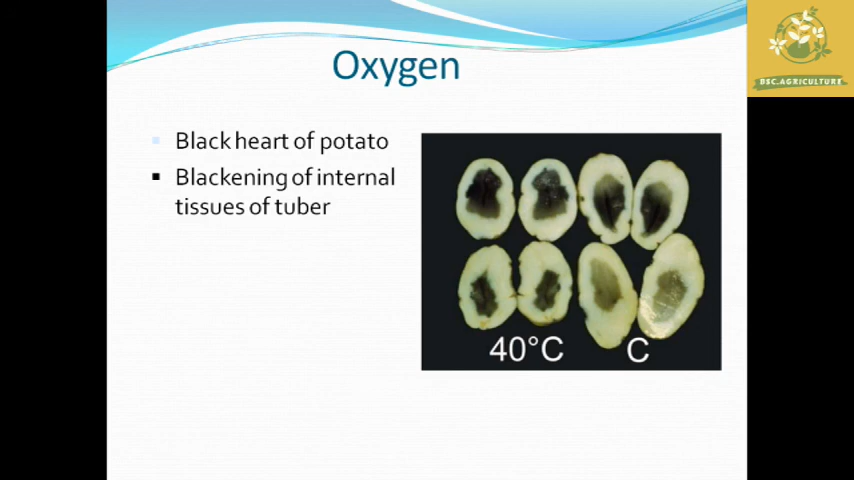 Oxygen
BSC.AGRICULTURE
Black heart of potato
Blackening of internal
tissues of tuber
40°C C